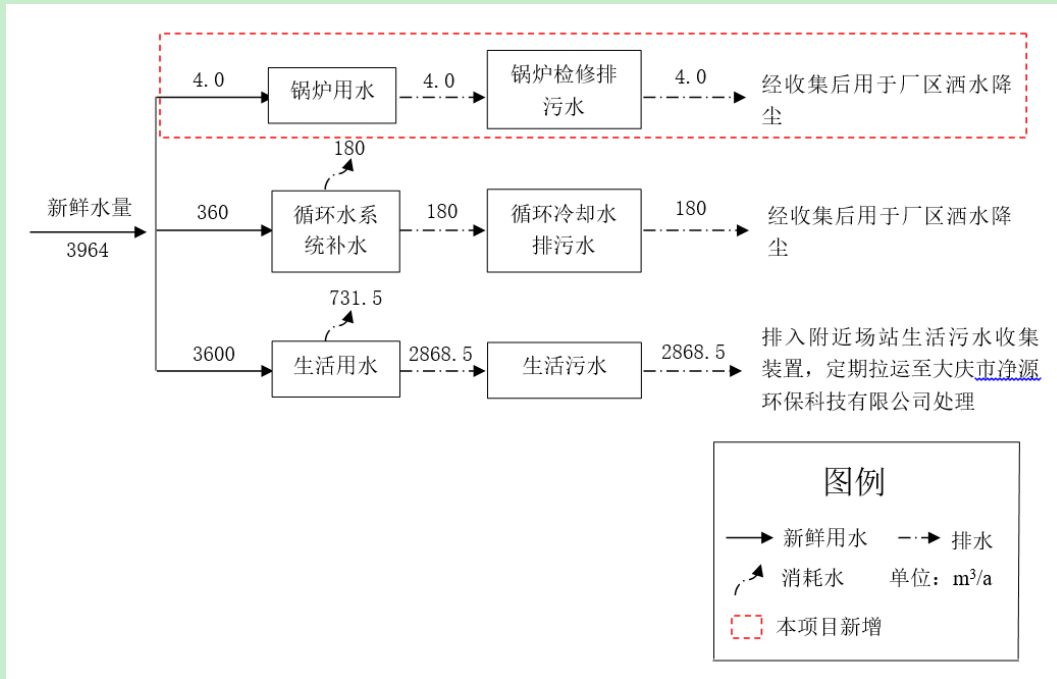 4.0
锅炉用水
4.0
锅炉检修排
污水
4.0
经收集后用于厂区洒水降
尘
180
新鲜水量
3964
360
循环水系
统补水
180
循环冷却水
排污水
180
经收集后用于厂区洒水降
尘
731.5
3600
生活用水
2868.5
生活污水
2868.5
排入附近场站生活污水收集
装置，定期拉运至大庆市净源
环保科技有限公司处理
图例
新鲜用水
排水
消耗水
单位：m³/a
本项目新增